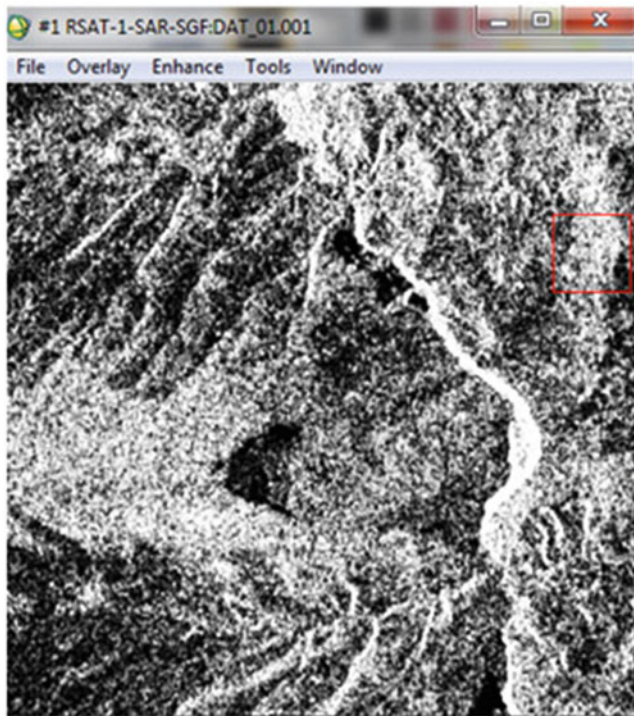 #1 RSAT-1-SAR-SGF:DAT_01.001
File Overlay Enhance Tools Window